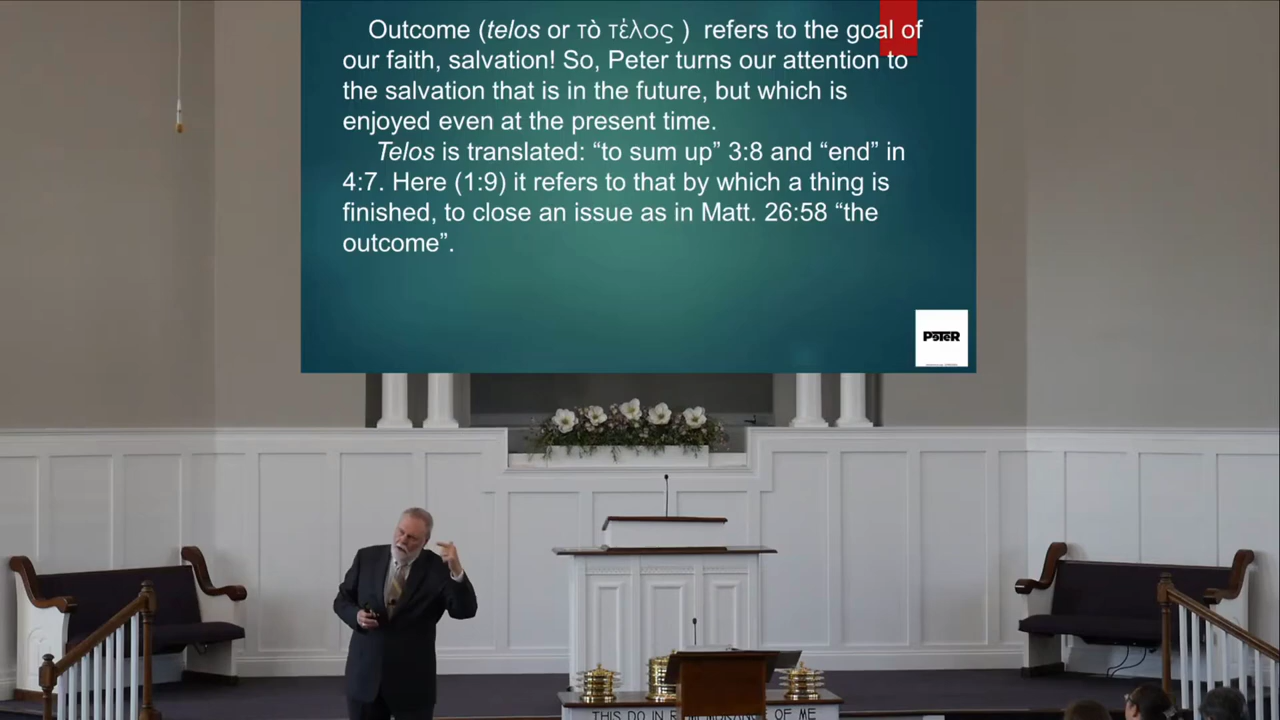 Outcome (telos or τὸ τέλος ) refers to the goal of
our faith, salvation! So, Peter turns our attention to
the salvation that is in the future, but which is
enjoyed even at the present time.
Telos is translated: “to sum up” 3:8 and “end” in
4:7. Here (1:9) it refers to that by which a thing is
finished, to close an issue as in Matt. 26:58 “the
outcome”.
PeTeR
THIS DO IN OF ME